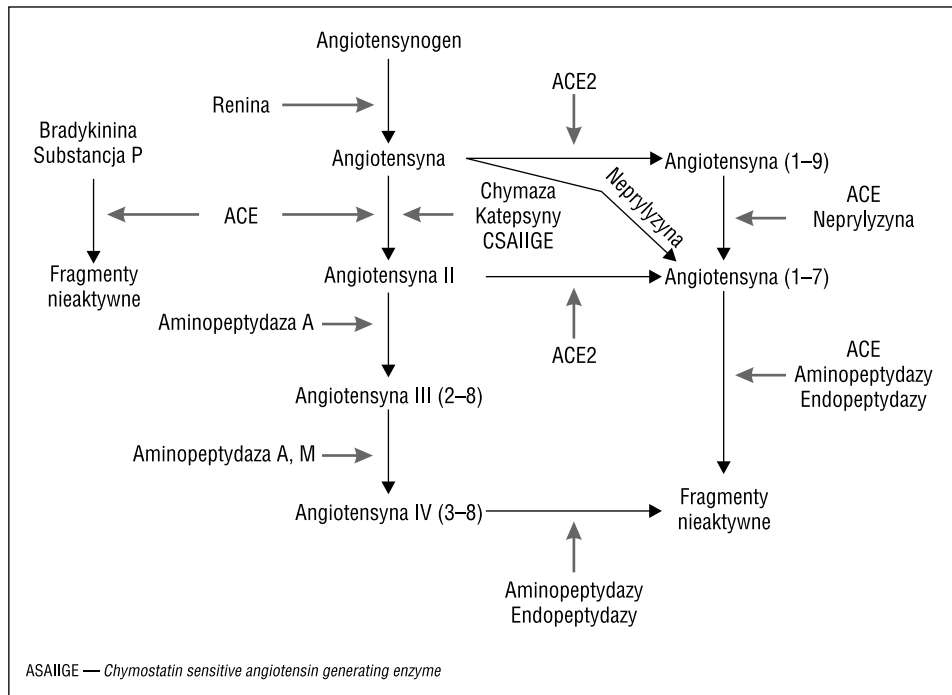 Angiotensynogen
ACE2
Renina
Bradykinina
Substancja P
Angiotensyna
Angiotensyna (1–9)
Neprylyzyna
Chymaza
Katepsyny
CSAIIGE
ACE
ACE
Neprylyzyna
Fragmenty
nieaktywne
Angiotensyna II
Angiotensyna (1–7)
Aminopeptydaza A
ACE2
ACE
Aminopeptydazy
Endopeptydazy
Angiotensyna III (2–8)
Aminopeptydaza A, M
Angiotensyna IV (3–8)
Fragmenty
nieaktywne
Aminopeptydazy
Endopeptydazy
ASAIIGE — Chymostatin sensitive angiotensin generating enzyme